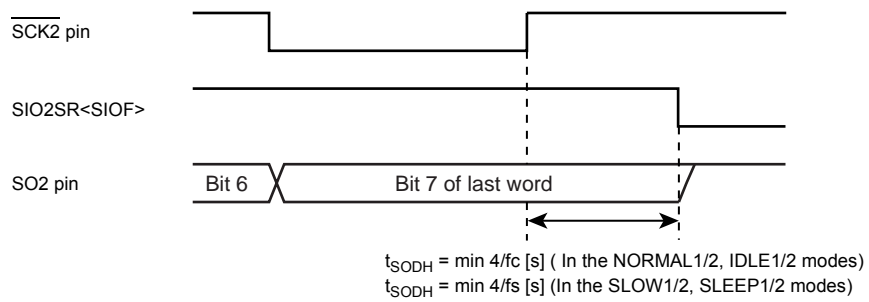 SCK2 pin
SIO2SR<SIOF>
SO2 pin
Bit 6
Bit 7 of last word
tSODH = min 4/fc [s] ( In the NORMAL1/2, IDLE1/2 modes)
tSODH = min 4/fs [s] (In the SLOW1/2, SLEEP1/2 modes)